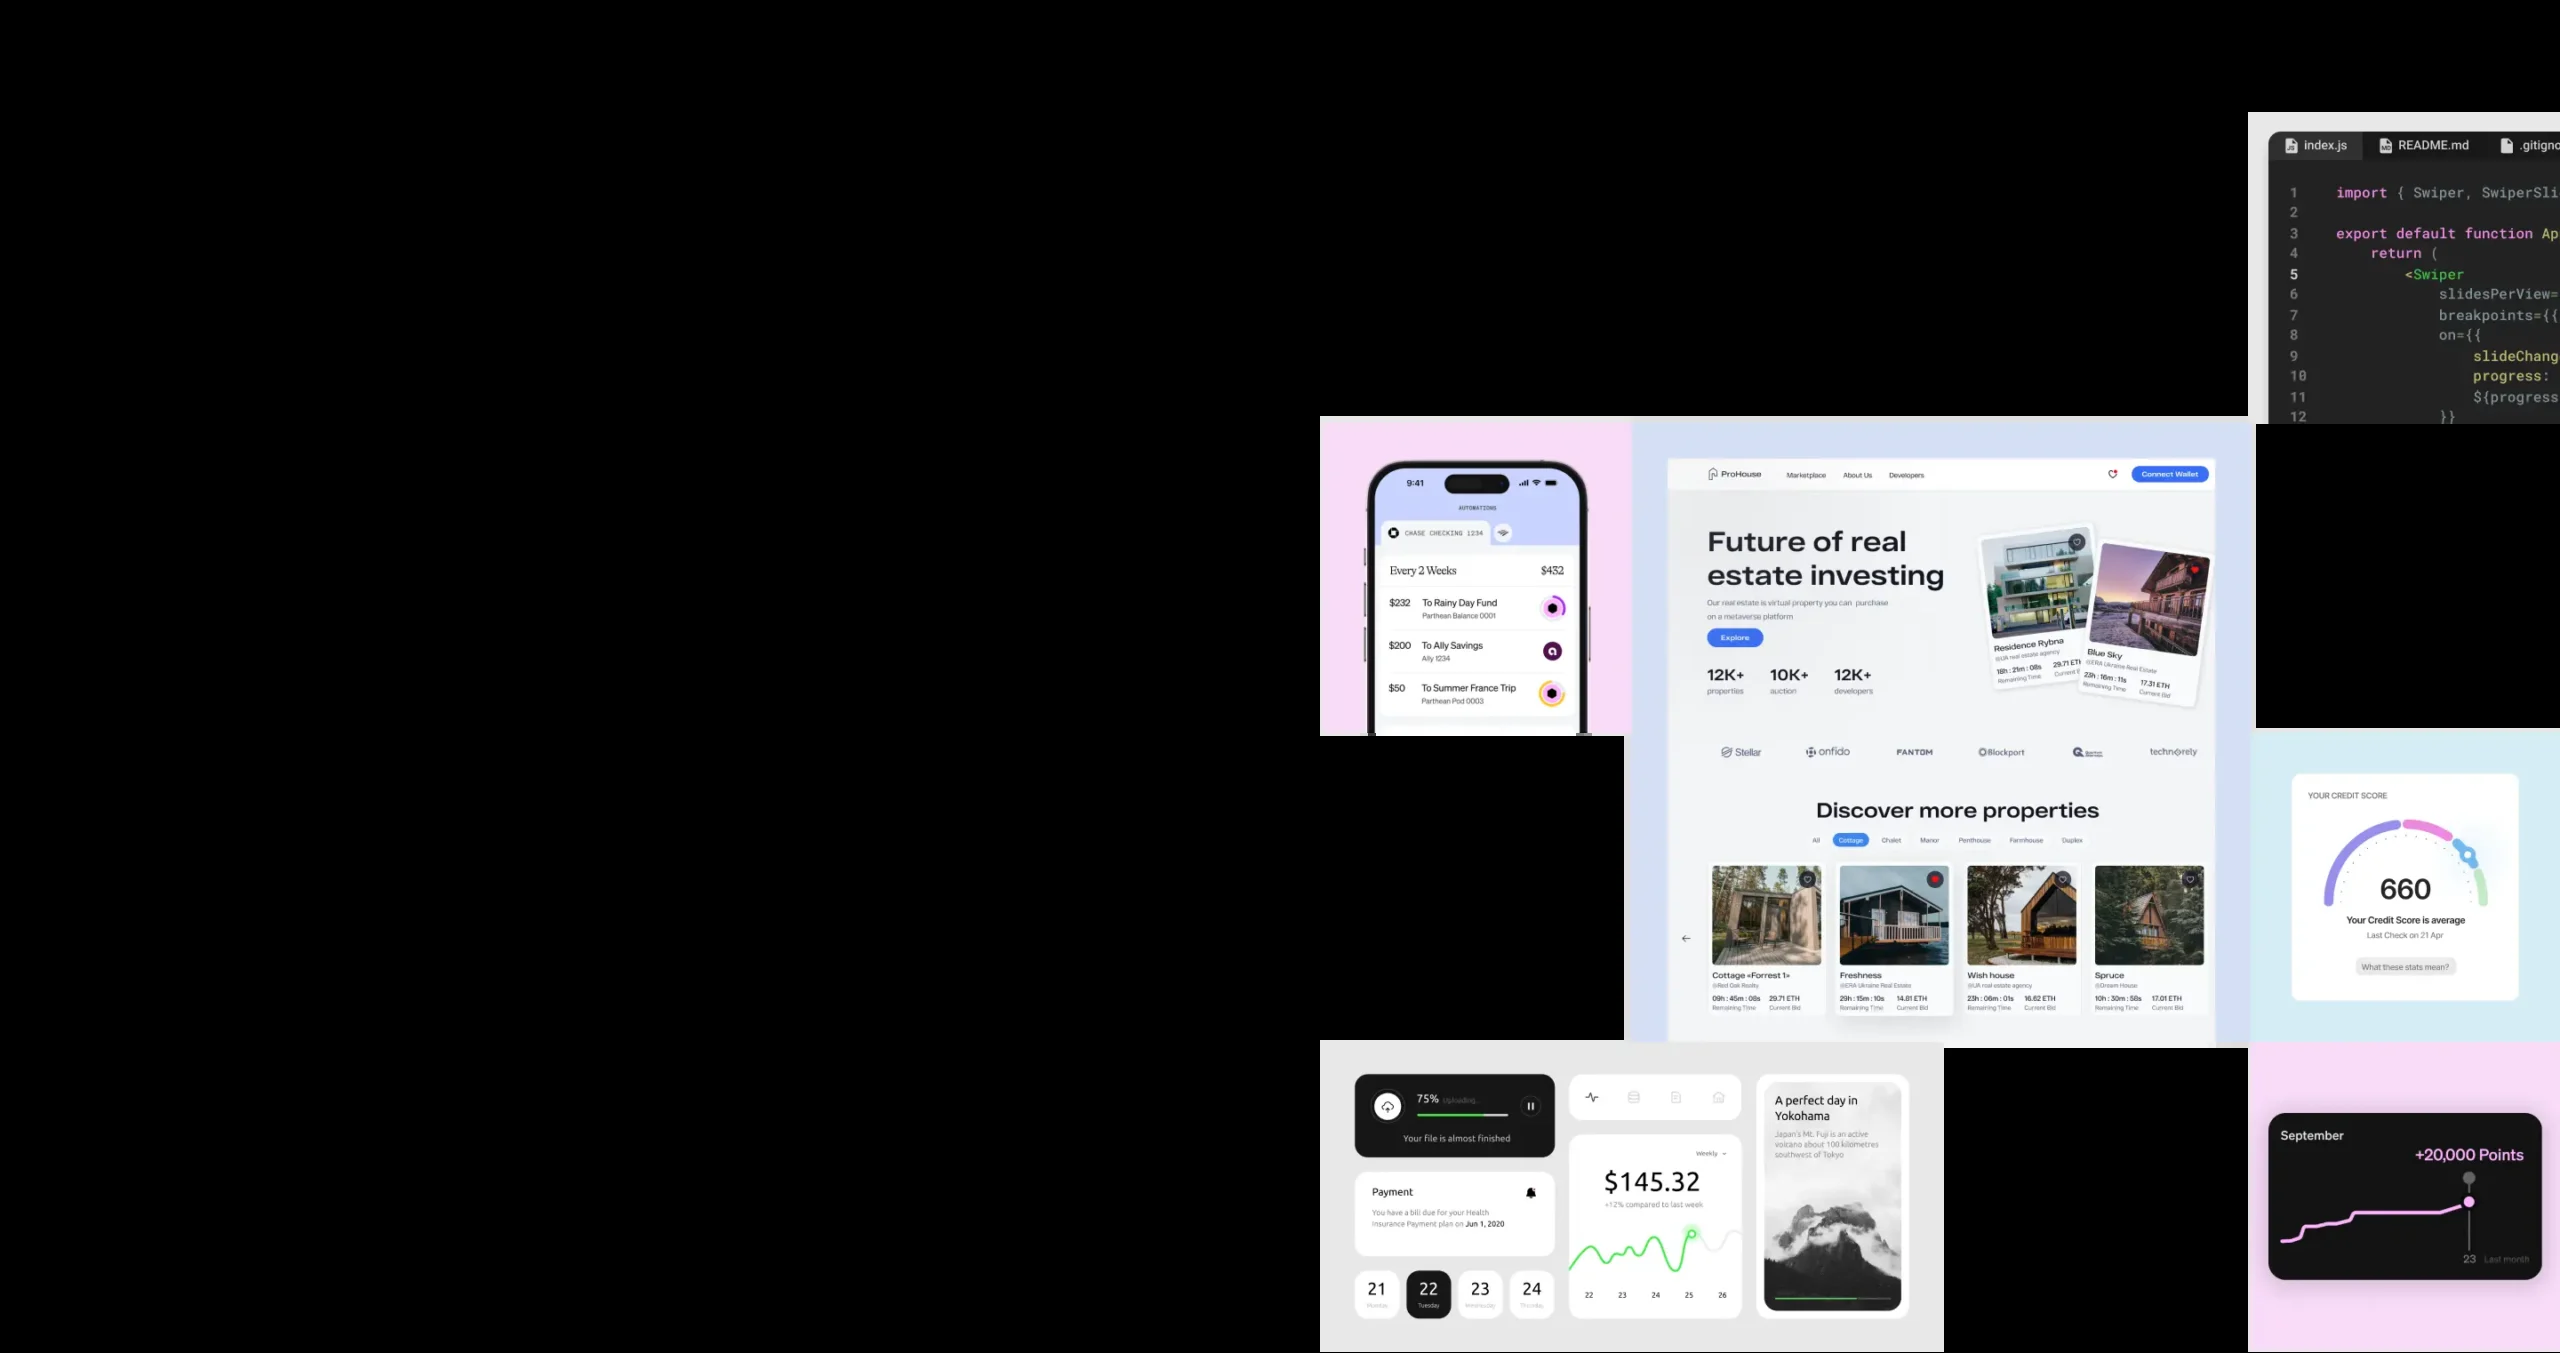 index.js README.md .gitigno
1 import { Swiper, SwiperSli
2
3 export default function Ap
4 return (
5 <Swiper
6 slidesPerView=
7 breakpoints={{
8 on={{
9 slideChang
10 progress:
11 ${progress
12 }}
9:41
AUTOMATIONS
CHASE CHECKING 1234
Every 2 Weeks $432
$232 To Rainy Day Fund
Parthean Balance 0001
$200 To Ally Savings
Ally 1234
$50 To Summer France Trip
Parthean Pod 0003
ProHouse Marketplace About Us Developers Connect Wallet
Future of real
estate investing
Our real estate is virtual property you can purchase
on a metaverse platform
Explore
12K+ 10K+ 12K+
properties auction developers
Residence Rybna
@UA real estate agency
18h : 21m : 08s 29.71 ETH
Remaining Time Current
Blue Sky
@ERA Ukraine Real Estate
23h : 16m : 11s 17.31 ETH
Remaining Time Current Bid
Stellar onfido FANTOM Blockport technorely
Discover more properties
All Cottage Chalet Manor Penthouse Farmhouse Duplex
Cottage «Forrest 1» Freshness Wish house Spruce
@Red Oak Realty @ERA Ukraine Real Estate @UA real estate agency @Dream House
09h : 45m : 08s 29.71 ETH 29h : 15m : 10s 14.81 ETH 23h : 06m : 01s 16.62 ETH 10h : 30m : 58s 17.01 ETH
Remaining Time Current Bid Remaining Time Current Bid Remaining Time Current Bid Remaining Time Current Bid
YOUR CREDIT SCORE
660
Your Credit Score is average
Last Check on 21 Apr
What these stats mean?
75% Uploading...
Your file is almost finished
Payment
You have a bill due for your Health
Insurance Payment plan on Jun 1, 2020
21 22 23 24
Monday Tuesday Wednesday Thursday
Weekly
$145.32
+12% compared to last week
22 23 24 25 26
A perfect day in
Yokohama
Japan's Mt. Fuji is an active
volcano about 100 kilometres
southwest of Tokyo
September
+20,000 Points
23 Last month